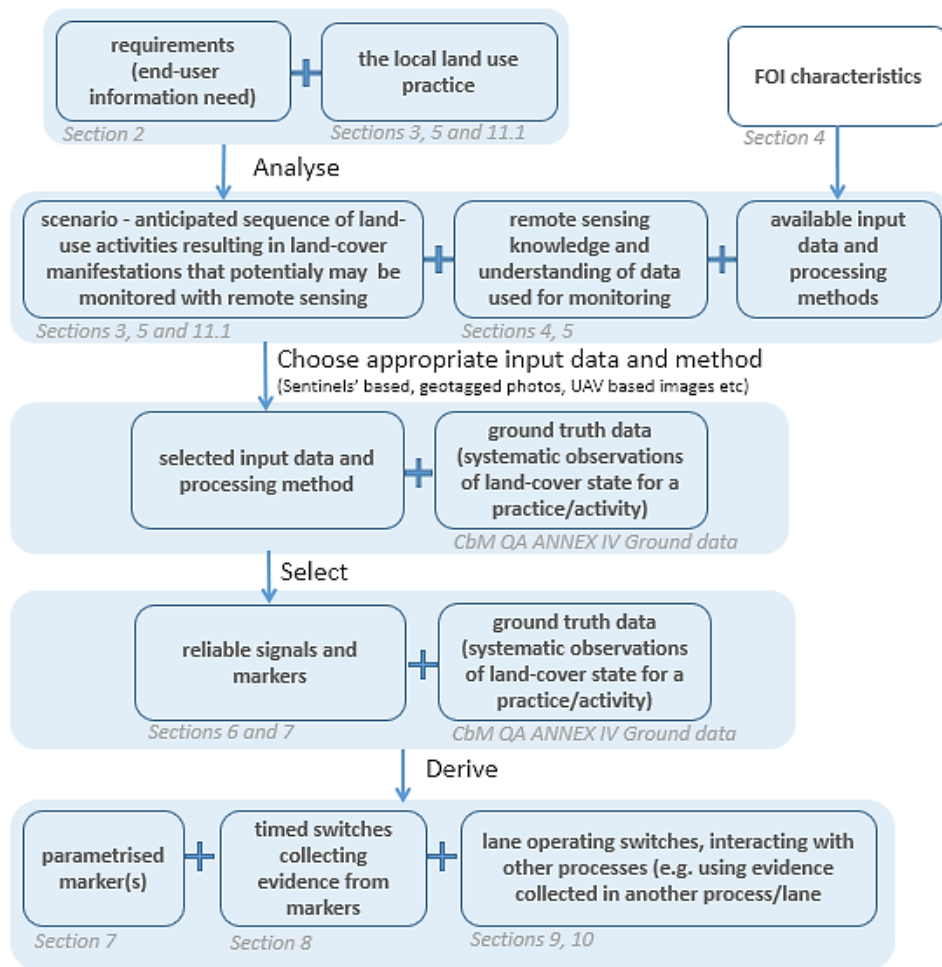 requirements
(end-user
information need)
the local land use
practice
FOI characteristics
Section 2
Sections 3, 5 and 11.1
Section 4
Analyse
scenario - anticipated sequence of land-
use activities resulting in land-cover
manifestations that potentialy may be
monitored with remote sensing
remote sensing
knowledge and
understanding of data
used for monitoring
available input
data and
processing
methods
Sections 3, 5 and 11.1
Sections 4, 5
Choose appropriate input data and method
(Sentinels' based, geotagged photos, UAV based images etc)
selected input data and
processing method
ground truth data
(systematic observations
of land-cover state for a
practice/activity)
CbM QA ANNEX IV Ground data
Select
reliable signals and
markers
ground truth data
(systematic observations
of land-cover state for a
practice/activity)
Sections 6 and 7
CbM QA ANNEX IV Ground data
Derive
parametrised
marker(s)
timed switches
collecting
evidence from
markers
lane operating switches, interacting with
other processes (e.g. using evidence
collected in another process/lane
Section 7
Section 8
Sections 9, 10